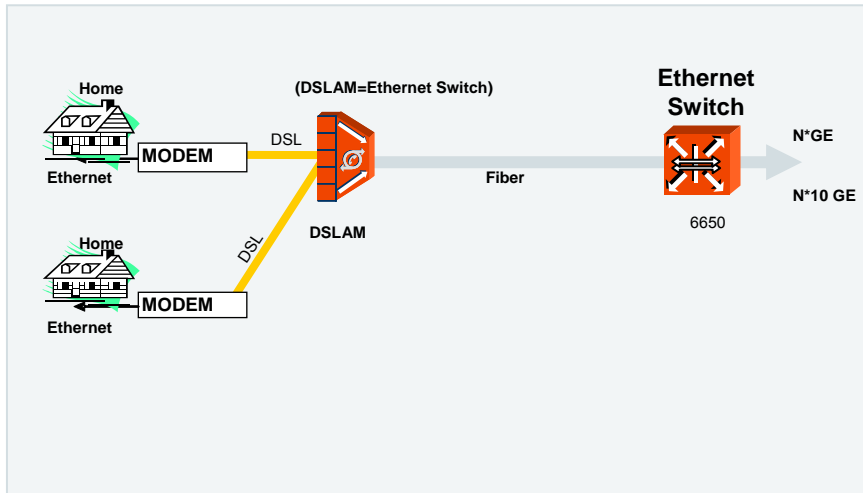 Home
(DSLAM=Ethernet Switch)
Ethernet
Switch
DSL
MODEM
Ethernet
N*GE
Fiber
N*10 GE
6650
DSLAM
DSL
Home
MODEM
Ethernet